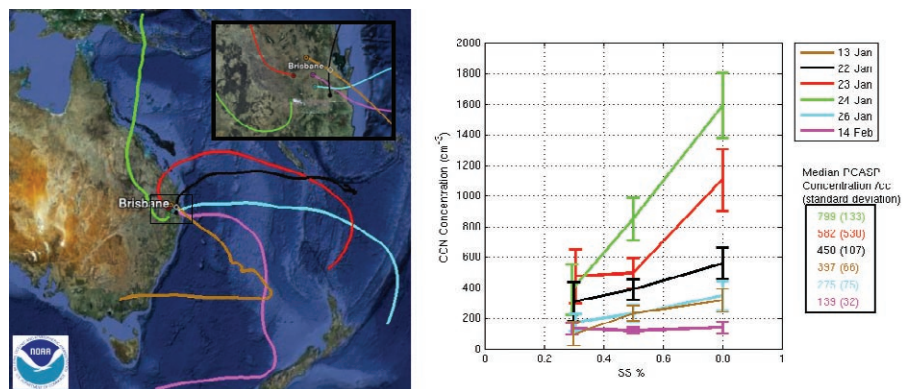 Brisbane
Brisbane
NOAA
2000
1800
1600
1400
1200
1000
800
600
400
200
0
0
0.2
0.4
0.6
0.8
1
CCN Concentration (cm-3)
SS %
13 Jan
22 Jan
23 Jan
24 Jan
26 Jan
14 Feb
Median PCASP
Concentration /cc
(standard deviation)
799 (133)
582 (530)
450 (107)
397 (66)
275 (75)
139 (32)